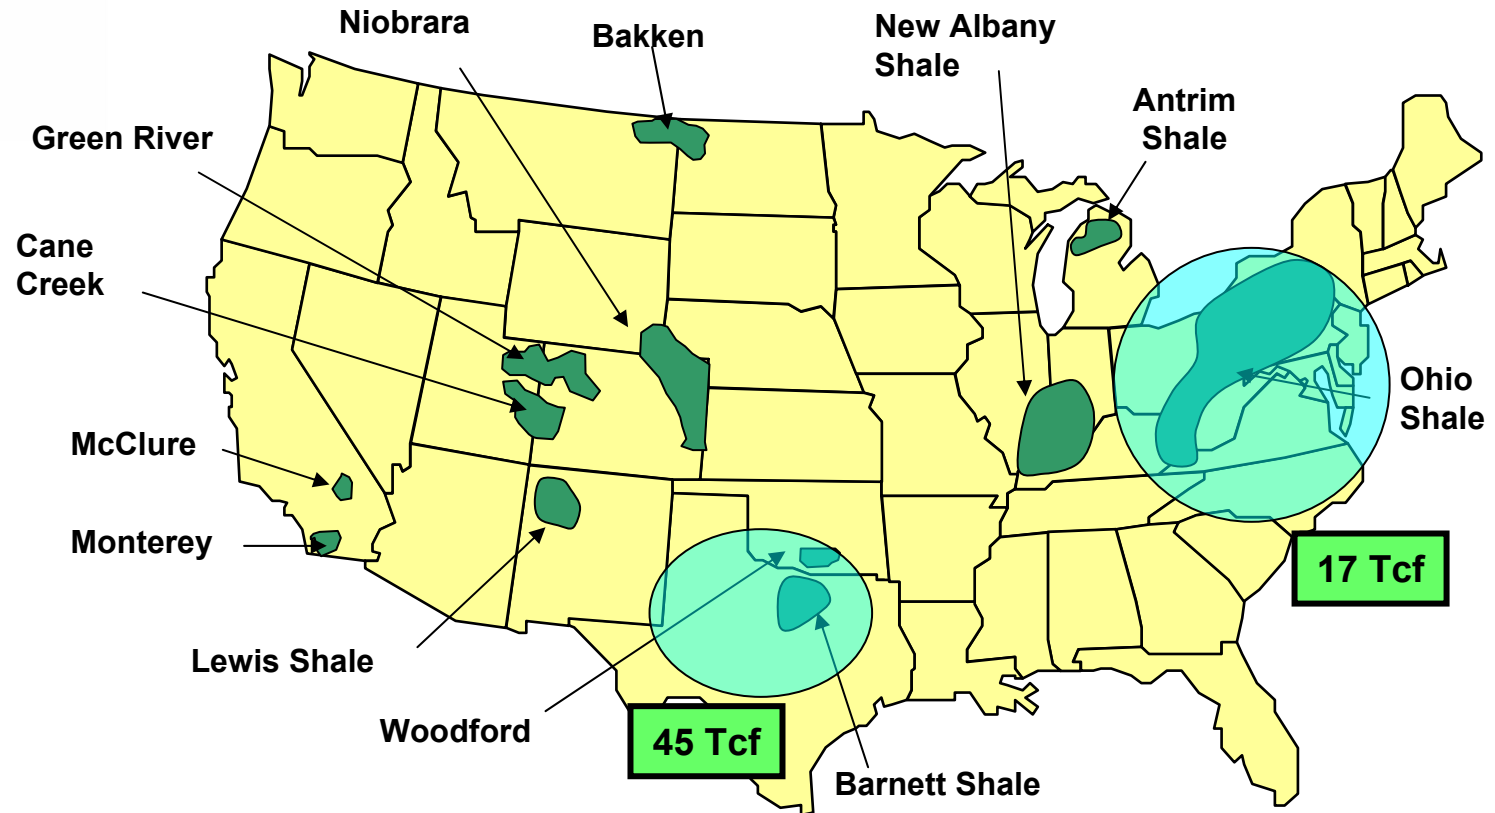 Niobrara
Bakken
New Albany
Shale
Antrim
Shale
Green River
Cane
Creek
Ohio
Shale
McClure
Monterey
17 Tcf
Lewis Shale
Woodford
45 Tcf
Barnett Shale